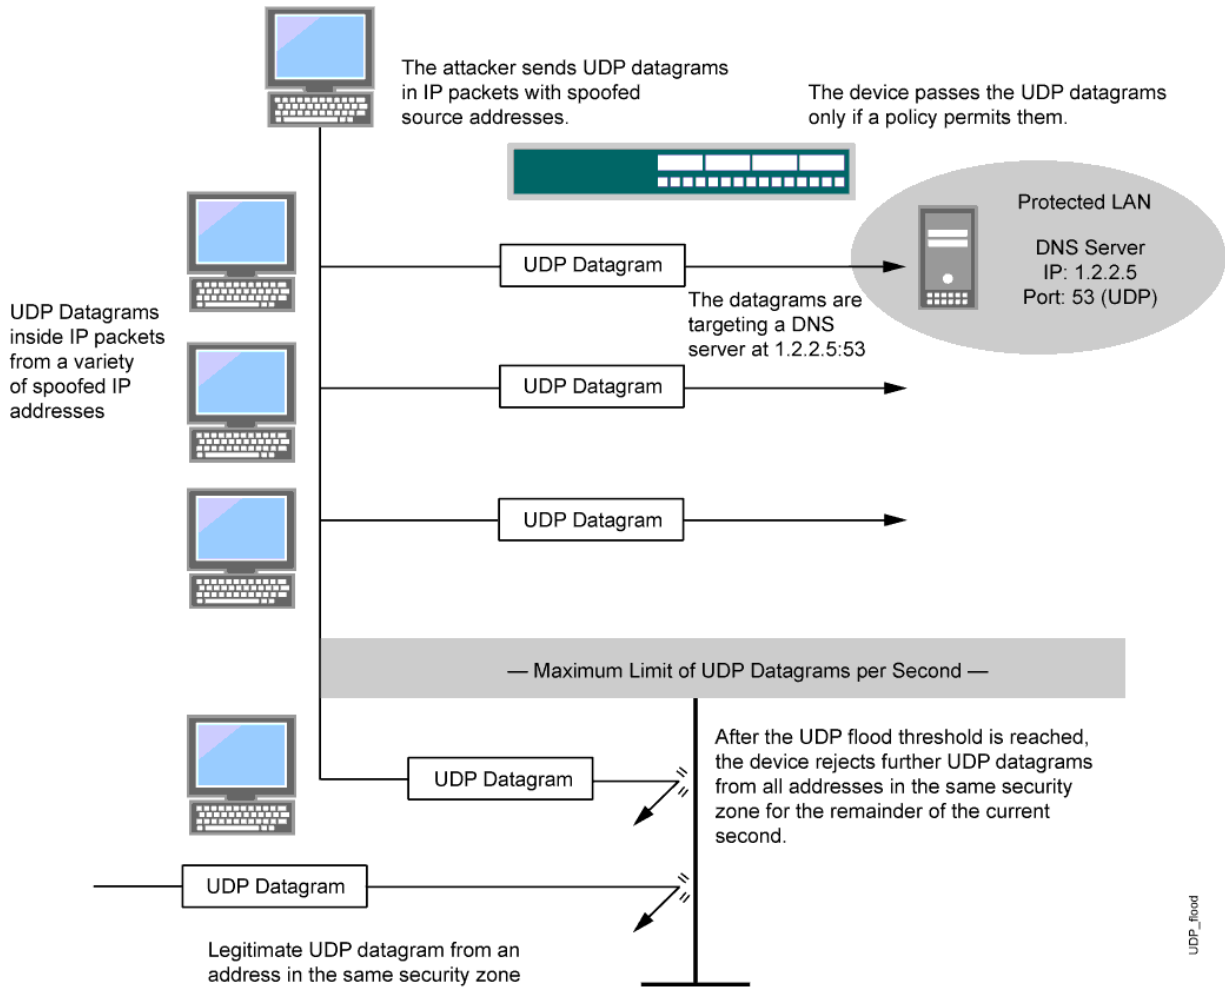 The attacker sends UDP datagrams
in IP packets with spoofed
source addresses.
The device passes the UDP datagrams
only if a policy permits them.
Protected LAN
DNS Server
IP: 1.2.2.5
Port: 53 (UDP)
UDP Datagram
The datagrams are
targeting a DNS
server at 1.2.2.5:53
UDP Datagrams
inside IP packets
from a variety
of spoofed IP
addresses
UDP Datagram
UDP Datagram
— Maximum Limit of UDP Datagrams per Second —
After the UDP flood threshold is reached,
the device rejects further UDP datagrams
from all addresses in the same security
zone for the remainder of the current
second.
UDP Datagram
UDP Datagram
Legitimate UDP datagram from an
address in the same security zone
UDP_flood